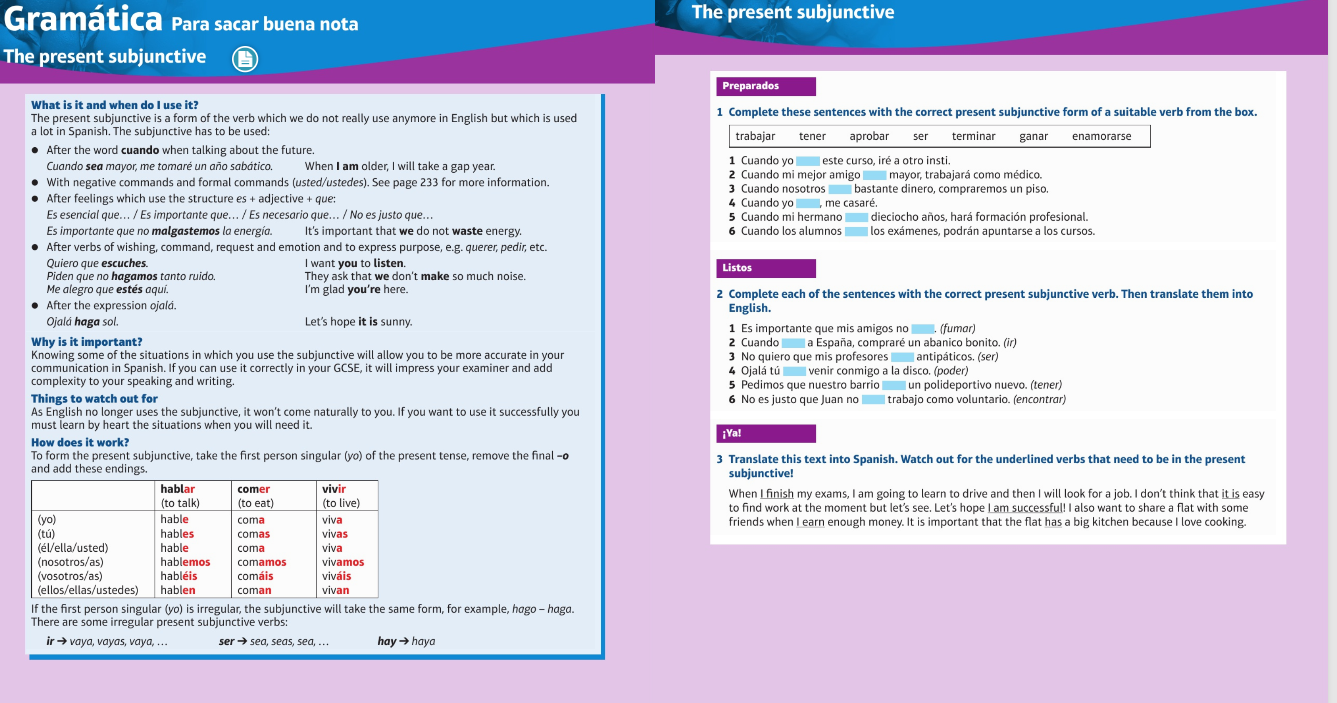 Gramática Para sacar buena nota
The present subjunctive
What is it and when do I use it?
The present subjunctive is a form of the verb which we do not really use anymore in English but which is used
a lot in Spanish. The subjunctive has to be used:
● After the word cuando when talking about the future.
Cuando sea mayor, me tomaré un año sabático. When I am older, I will take a gap year.
● With negative commands and formal commands (usted/ustedes). See page 233 for more information.
● After feelings which use the structure es + adjective + que:
Es esencial que… / Es importante que… / Es necesario que… / No es justo que…
Es importante que no malgastemos la energía. It's important that we do not waste energy.
● After verbs of wishing, command, request and emotion and to express purpose, e.g. querer, pedir, etc.
Quiero que escuches. I want you to listen.
Piden que no hagamos tanto ruido. They ask that we don't make so much noise.
Me alegro que estés aquí. I'm glad you're here.
● After the expression ojalá.
Ojalá haga sol. Let's hope it is sunny.
Why is it important?
Knowing some of the situations in which you use the subjunctive will allow you to be more accurate in your
communication in Spanish. If you can use it correctly in your GCSE, it will impress your examiner and add
complexity to your speaking and writing.
Things to watch out for
As English no longer uses the subjunctive, it won't come naturally to you. If you want to use it successfully you
must learn by heart the situations when you will need it.
How does it work?
To form the present subjunctive, take the first person singular (yo) of the present tense, remove the final –o
and add these endings.
hablar comer vivir
(to talk) (to eat) (to live)
(yo) hable coma viva
(tú) hables comas vivas
(él/ella/usted) hable coma viva
(nosotros/as) hablemos comamos vivamos
(vosotros/as) habléis comáis viváis
(ellos/ellas/ustedes) hablen coman vivan
If the first person singular (yo) is irregular, the subjunctive will take the same form, for example, hago – haga.
There are some irregular present subjunctive verbs:
ir ➔ vaya, vayas, vaya, … ser ➔ sea, seas, sea, … hay ➔ haya
The present subjunctive
Preparados
1 Complete these sentences with the correct present subjunctive form of a suitable verb from the box.
trabajar tener aprobar ser terminar ganar enamorarse
1 Cuando yo este curso, iré a otro insti.
2 Cuando mi mejor amigo mayor, trabajará como médico.
3 Cuando nosotros bastante dinero, compraremos un piso.
4 Cuando yo , me casaré.
5 Cuando mi hermano dieciocho años, hará formación profesional.
6 Cuando los alumnos los exámenes, podrán apuntarse a los cursos.
Listos
2 Complete each of the sentences with the correct present subjunctive verb. Then translate them into
English.
1 Es importante que mis amigos no . (fumar)
2 Cuando a España, compraré un abanico bonito. (ir)
3 No quiero que mis profesores antipáticos. (ser)
4 Ojalá tú venir conmigo a la disco. (poder)
5 Pedimos que nuestro barrio un polideportivo nuevo. (tener)
6 No es justo que Juan no trabajo como voluntario. (encontrar)
¡Ya!
3 Translate this text into Spanish. Watch out for the underlined verbs that need to be in the present
subjunctive!
When I finish my exams, I am going to learn to drive and then I will look for a job. I don't think that it is easy
to find work at the moment but let's see. Let's hope I am successful! I also want to share a flat with some
friends when I earn enough money. It is important that the flat has a big kitchen because I love cooking.